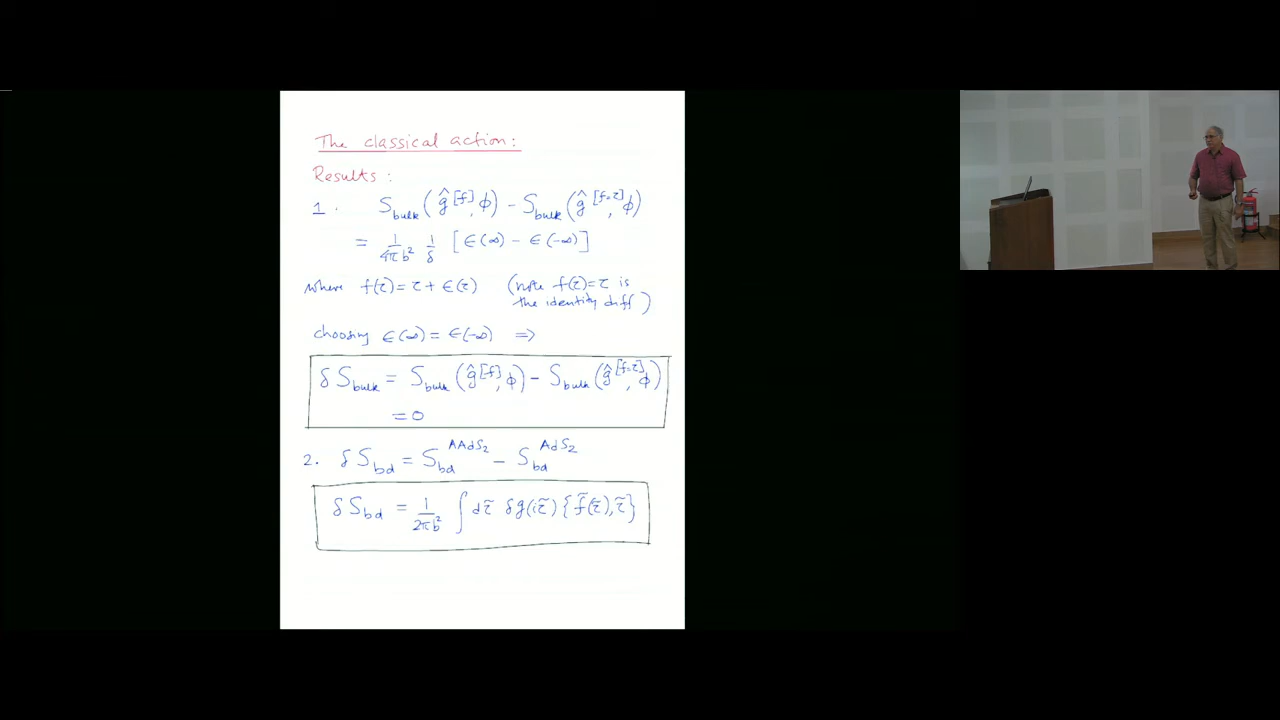 The classical action:
Results:
1. S_bulk (ĝ^[f], φ) - S_bulk (ĝ^[f=τ], φ)
= 1/4πb² 1/δ [ϵ(∞) - ϵ(-∞)]
where f(τ) = τ + ϵ(τ) (note f(τ)=τ is
the identity diff)
choosing ϵ(∞) = ϵ(-∞) ⇒
δS_bulk = S_bulk (ĝ^[f], φ) - S_bulk (ĝ^[f=τ], φ)
= 0
2. δS_bd = S_bd^AAdS₂ - S_bd^AdS₂
δS_bd = 1/2πb² ∫ dτ̃ δg(iτ̃) {f̃(τ̃), τ̃}